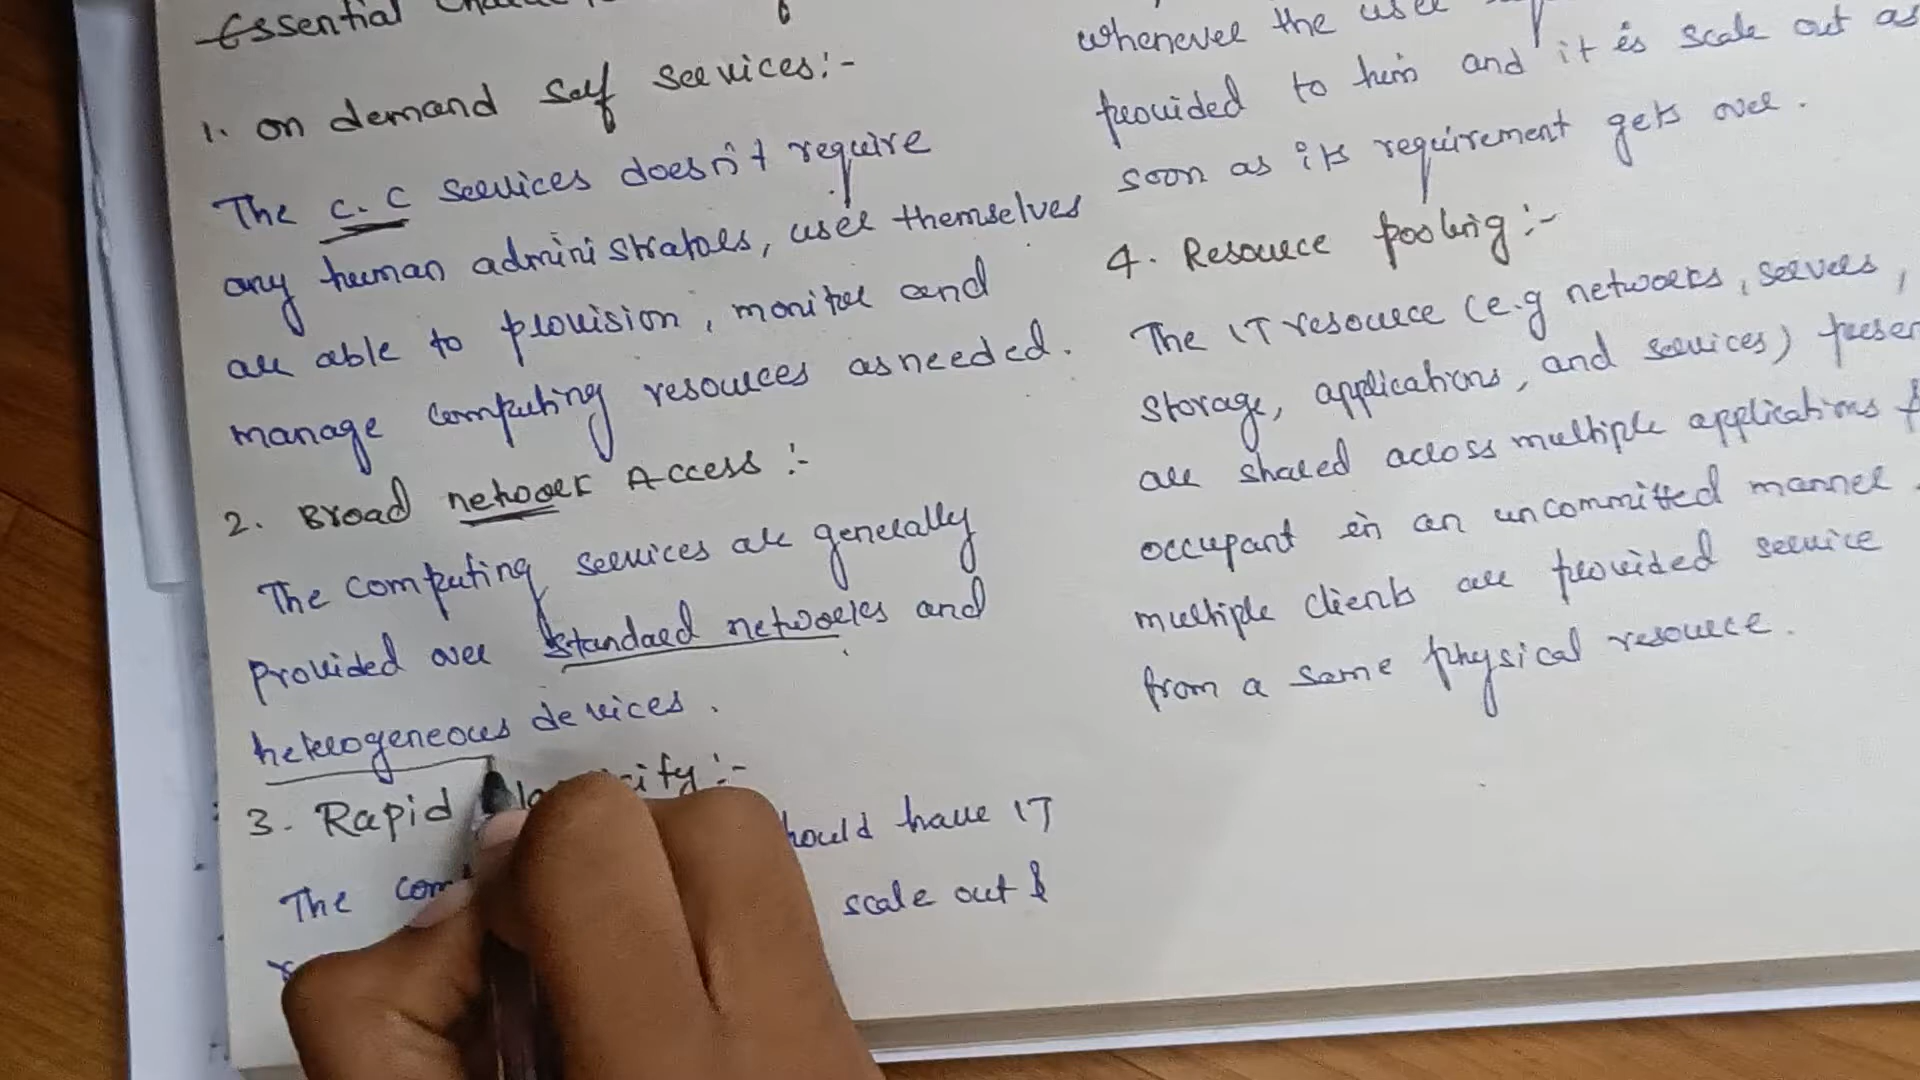 Essential
1. on demand self services:-
The c.c services doesn't require
any human administrators, user themselves
are able to provision, monitor and
manage computing resources as needed.
2. Broad network Access :-
The computing services are generally
provided over standard networks and
heterogeneous devices.
3. Rapid
The hould have IT
scale out &
whenever the user
provided to him and it is scale out as
soon as its requirement gets over.
4. Resource pooling :-
The IT resource (e.g networks, servers,
storage, applications, and services) presen
are shared across multiple applications &
occupant in an uncommitted manner.
multiple clients are provided service
from a same physical resource.